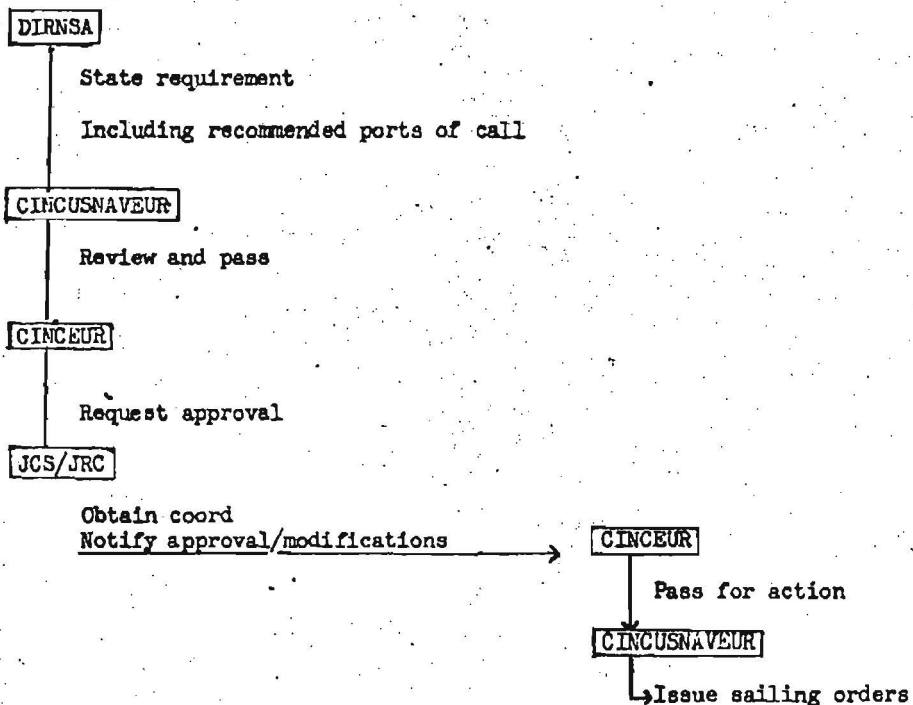 DIRNSA
State requirement
Including recommended ports of call
CINCUSNAVEUR
Review and pass
CINCEUR
Request approval
JCS/JRC
Obtain coord
Notify approval/modifications
CINCEUR
Pass for action
CINCUSNAVEUR
Issue sailing orders